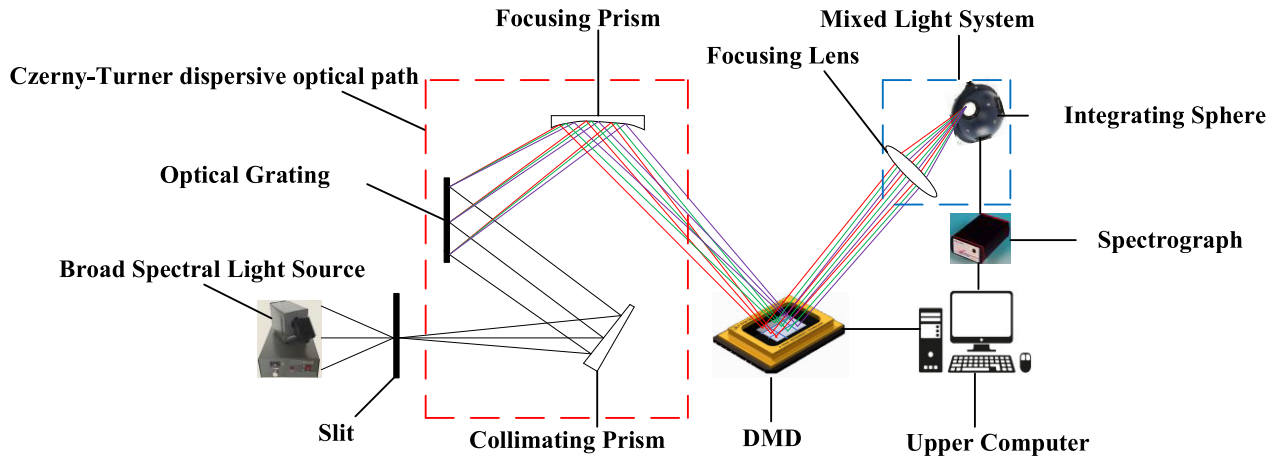 Focusing Prism
Mixed Light System
Focusing Lens
Czerny-Turner dispersive optical path
Integrating Sphere
Optical Grating
Spectrograph
Broad Spectral Light Source
Slit
Collimating Prism
DMD
Upper Computer